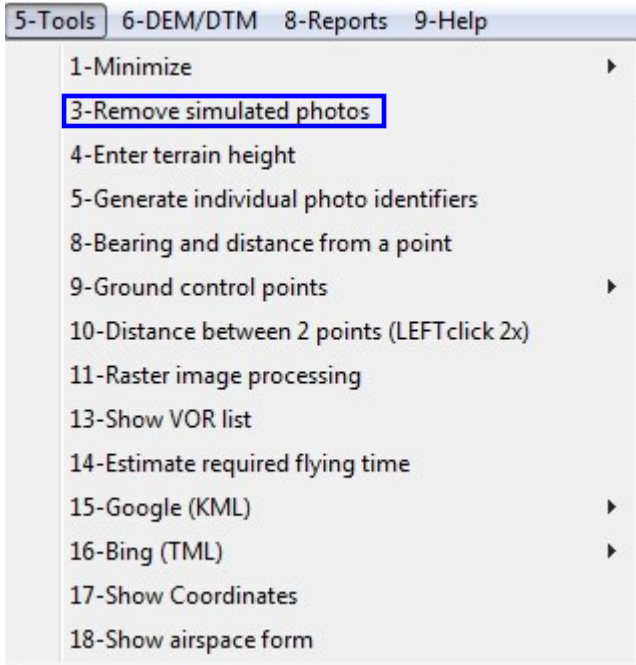 5-Tools 6-DEM/DTM 8-Reports 9-Help
1-Minimize
3-Remove simulated photos
4-Enter terrain height
5-Generate individual photo identifiers
8-Bearing and distance from a point
9-Ground control points
10-Distance between 2 points (LEFTclick 2x)
11-Raster image processing
13-Show VOR list
14-Estimate required flying time
15-Google (KML)
16-Bing (TML)
17-Show Coordinates
18-Show airspace form